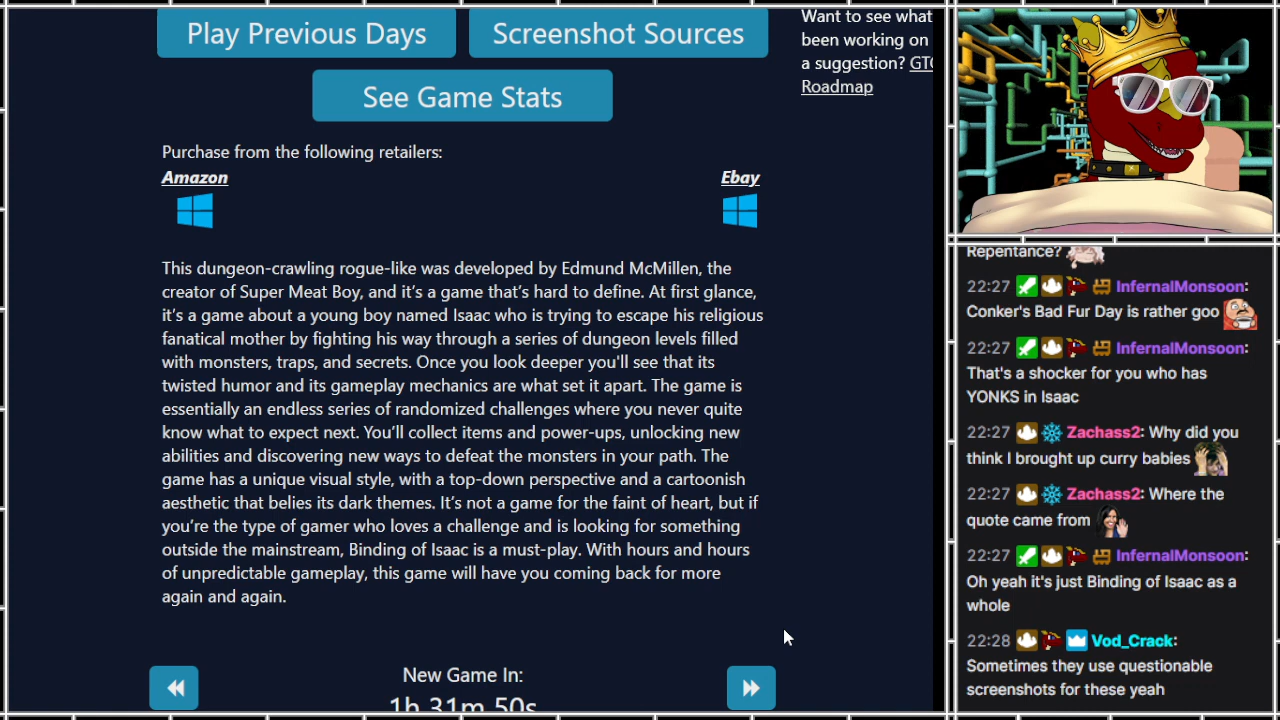 Play Previous Days
Screenshot Sources
See Game Stats
Want to see what
been working on
a suggestion? GTG
Roadmap
Purchase from the following retailers:
Amazon
Ebay
This dungeon-crawling rogue-like was developed by Edmund McMillen, the
creator of Super Meat Boy, and it's a game that's hard to define. At first glance,
it's a game about a young boy named Isaac who is trying to escape his religious
fanatical mother by fighting his way through a series of dungeon levels filled
with monsters, traps, and secrets. Once you look deeper you'll see that its
twisted humor and its gameplay mechanics are what set it apart. The game is
essentially an endless series of randomized challenges where you never quite
know what to expect next. You'll collect items and power-ups, unlocking new
abilities and discovering new ways to defeat the monsters in your path. The
game has a unique visual style, with a top-down perspective and a cartoonish
aesthetic that belies its dark themes. It's not a game for the faint of heart, but if
you're the type of gamer who loves a challenge and is looking for something
outside the mainstream, Binding of Isaac is a must-play. With hours and hours
of unpredictable gameplay, this game will have you coming back for more
again and again.
New Game In:
1h 31m 50s
Repentance?
22:27 InfernalMonsoon:
Conker's Bad Fur Day is rather goo
22:27 InfernalMonsoon:
That's a shocker for you who has
YONKS in Isaac
22:27 Zachass2: Why did you
think I brought up curry babies
22:27 Zachass2: Where the
quote came from
22:27 InfernalMonsoon:
Oh yeah it's just Binding of Isaac as a
whole
22:28 Vod_Crack:
Sometimes they use questionable
screenshots for these yeah